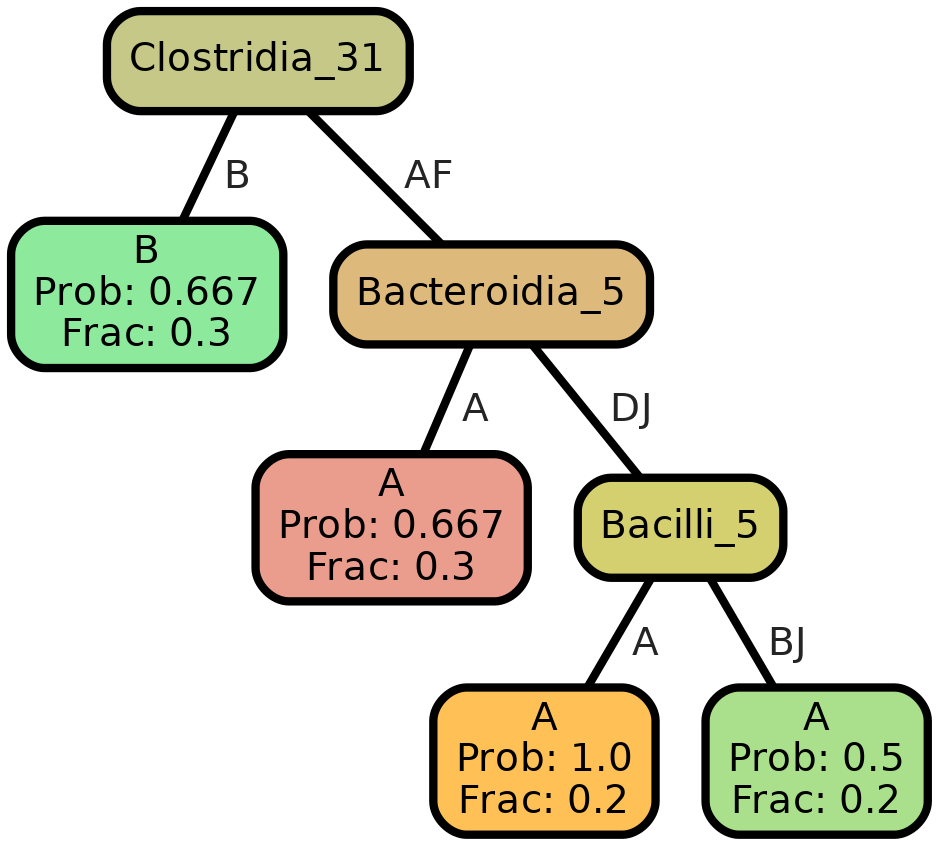 Clostridia_31
B
AF
B
Prob: 0.667
Frac: 0.3
Bacteroidia_5
A
DJ
A
Prob: 0.667
Frac: 0.3
Bacilli_5
A
BJ
A
Prob: 1.0
Frac: 0.2
A
Prob: 0.5
Frac: 0.2